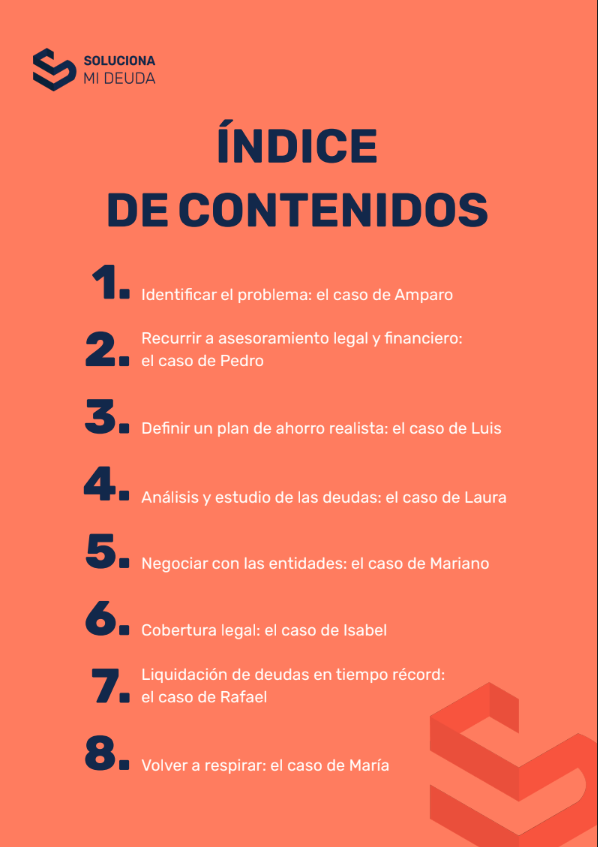 SOLUCIONA
MI DEUDA
ÍNDICE
DE CONTENIDOS
1. Identificar el problema: el caso de Amparo
2. Recurrir a asesoramiento legal y financiero:
el caso de Pedro
3. Definir un plan de ahorro realista: el caso de Luis
4. Análisis y estudio de las deudas: el caso de Laura
5. Negociar con las entidades: el caso de Mariano
6. Cobertura legal: el caso de Isabel
7. Liquidación de deudas en tiempo récord:
el caso de Rafael
8. Volver a respirar: el caso de María